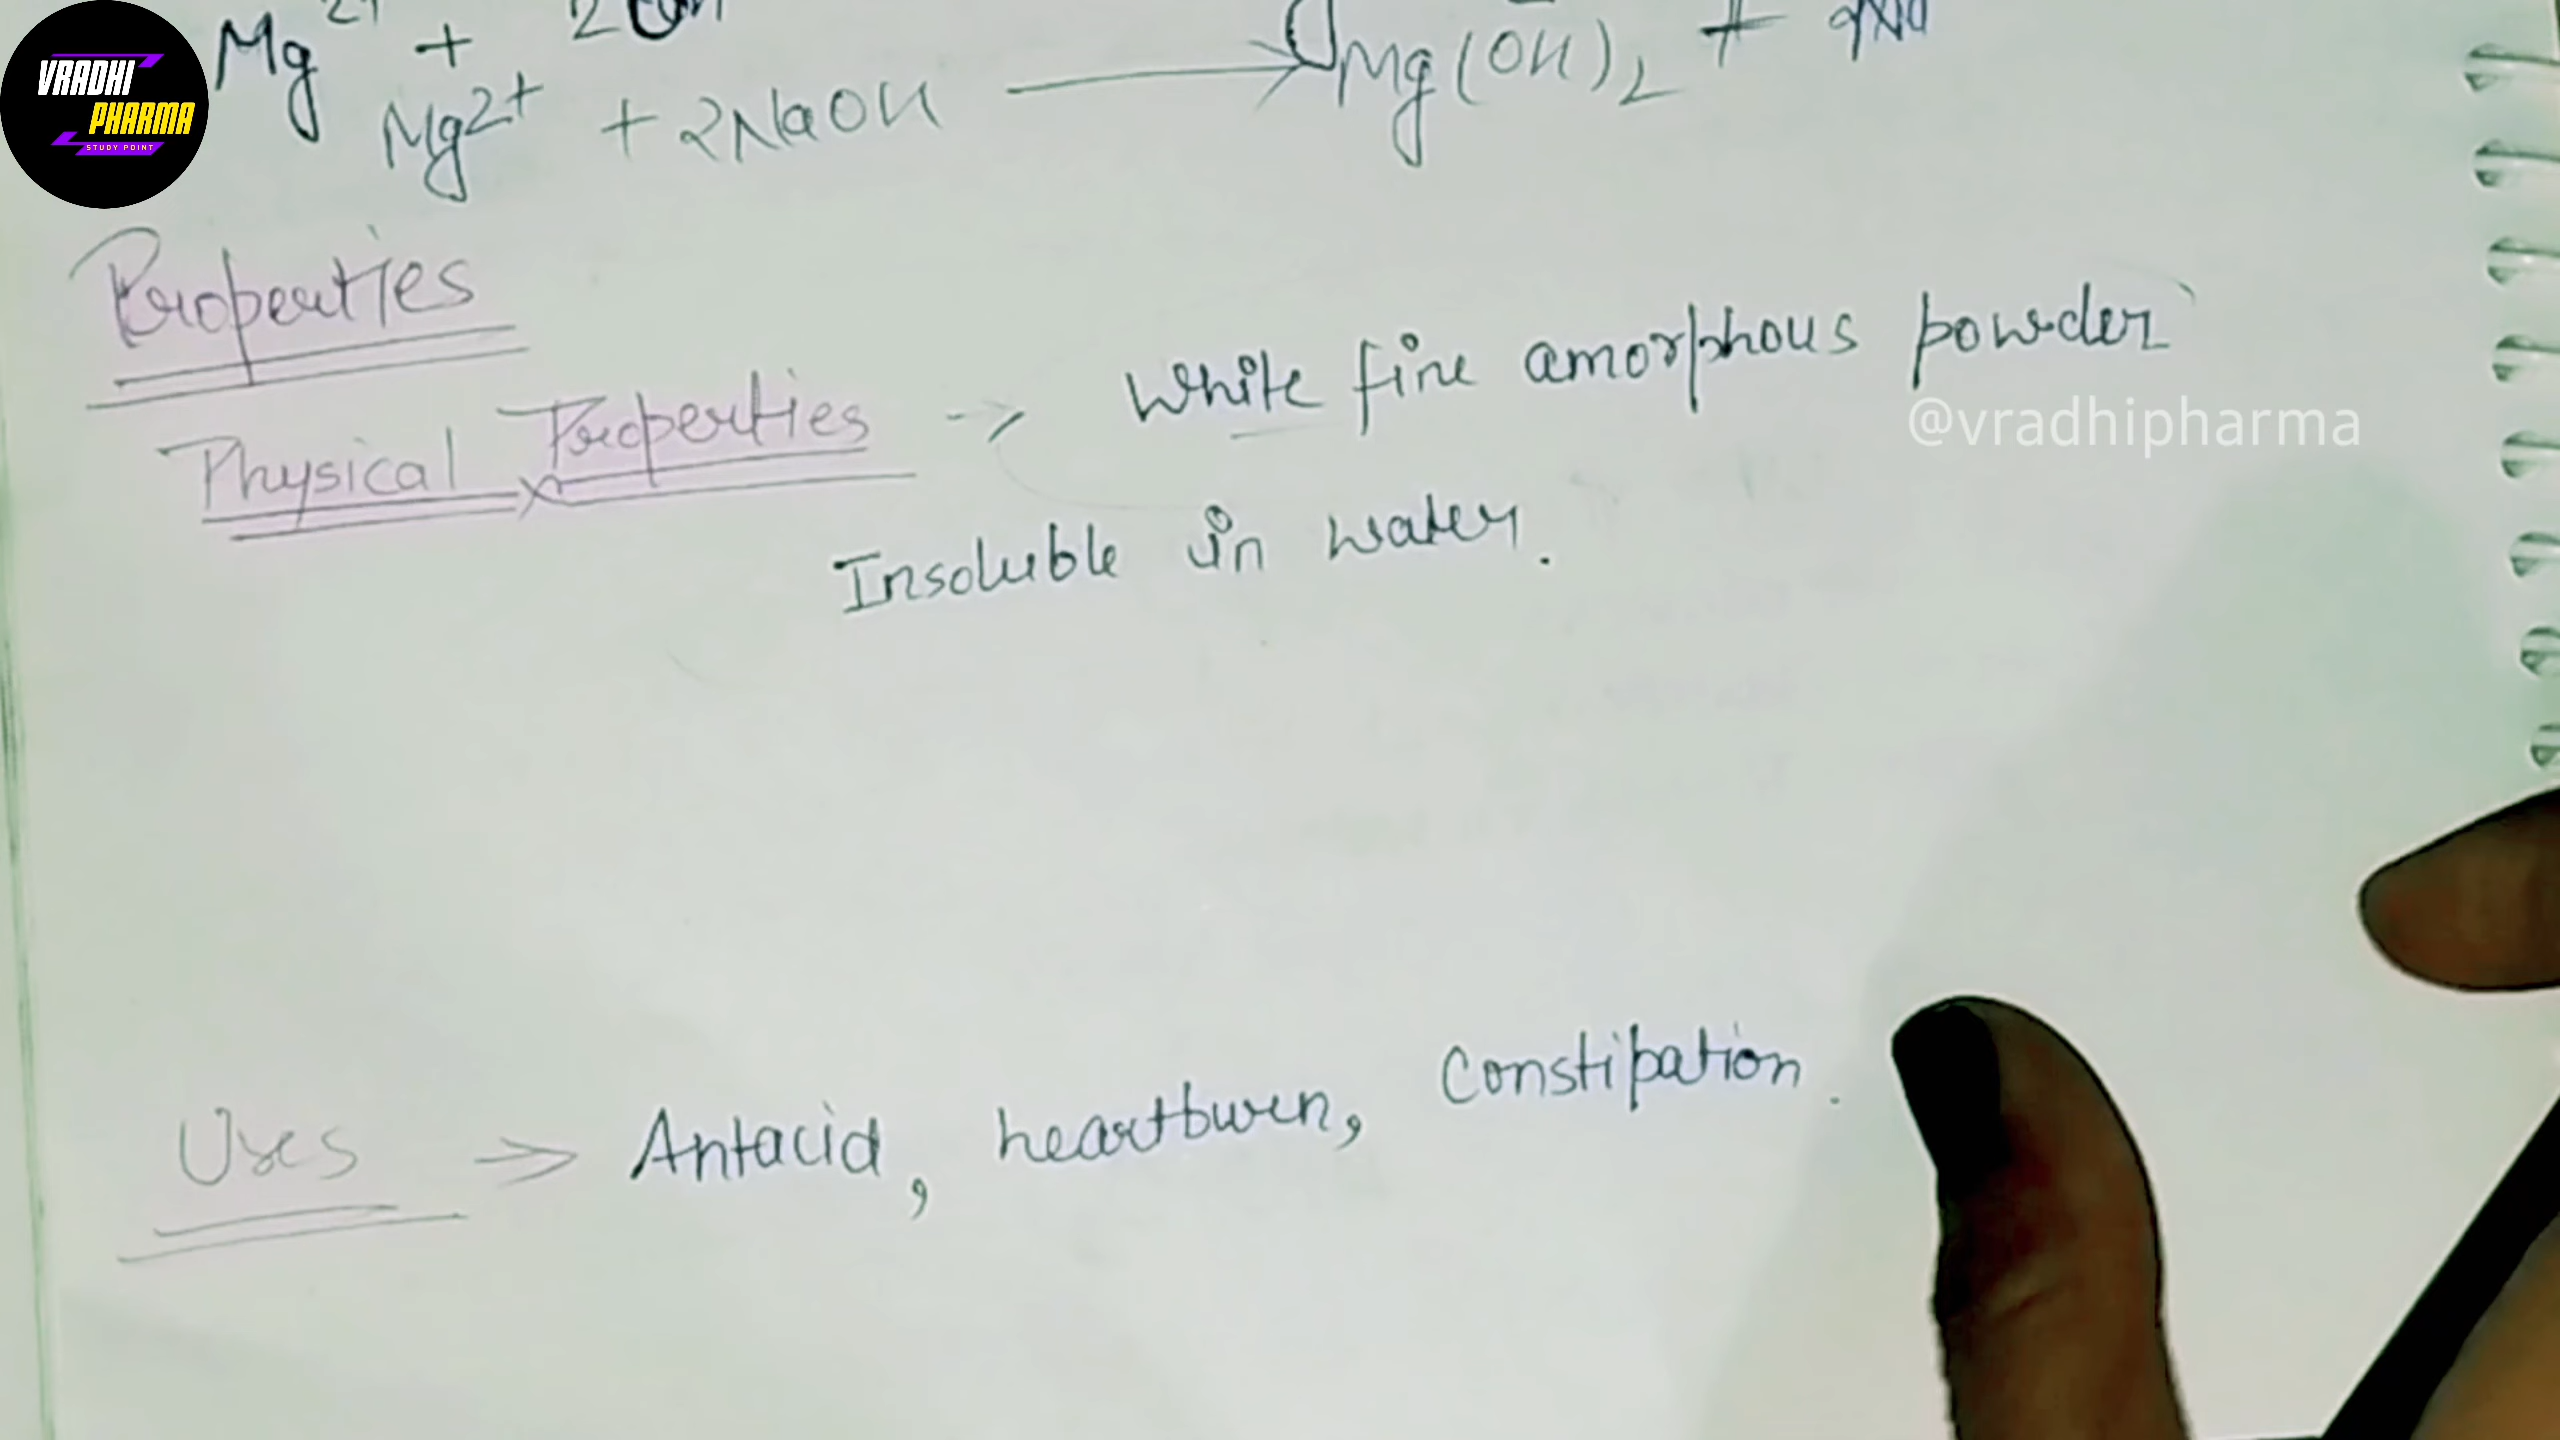 Mg 2+ +
Mg2+ + 2NaOH → Mg(OH)2 +
VRADHI
PHARMA
STUDY POINT
Properties
Physical Properties → White fine amorphous powder
@vradhipharma
Insoluble in water.
Uses → Antacid, heartburn, Constipation.